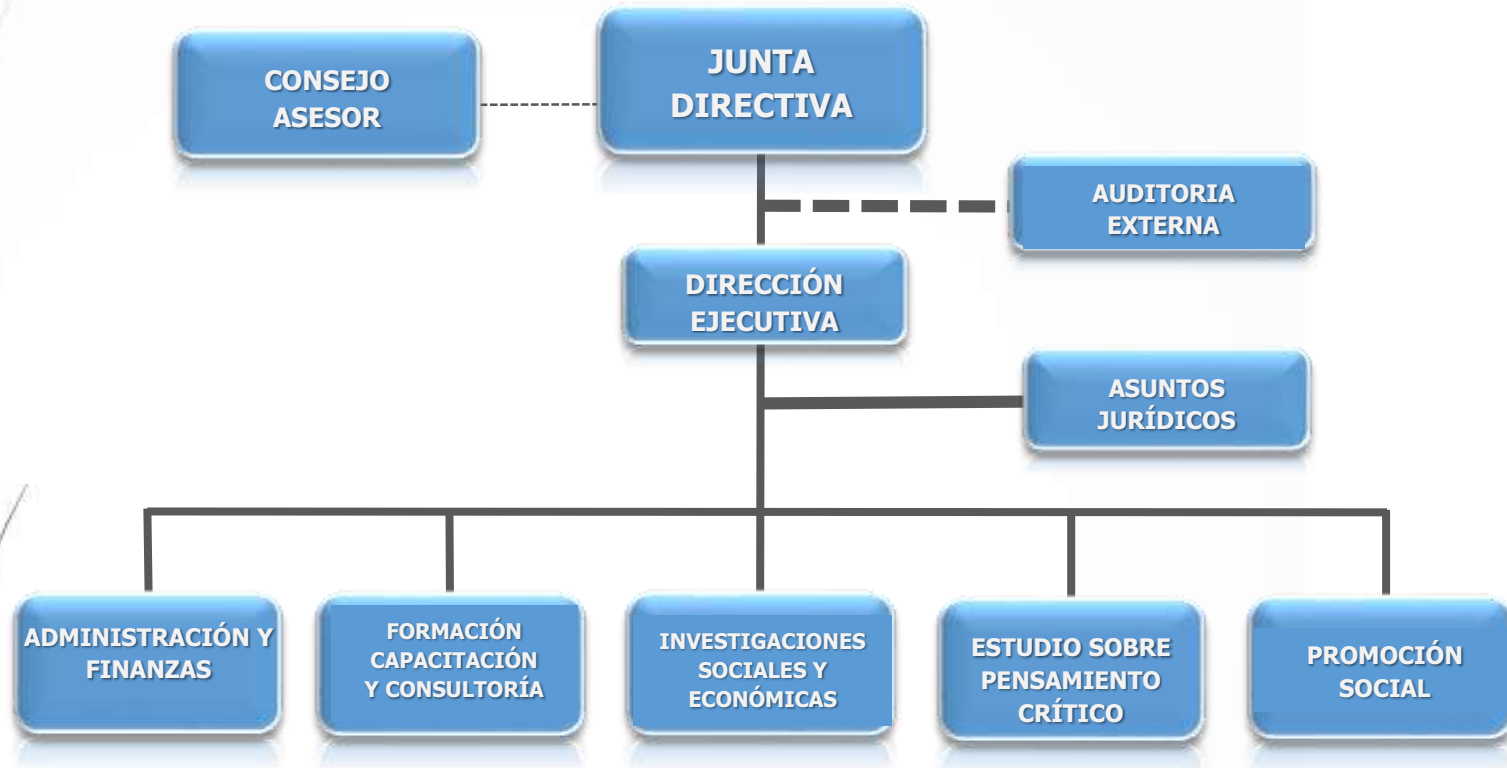 CONSEJO
ASESOR
JUNTA
DIRECTIVA
AUDITORIA
EXTERNA
DIRECCIÓN
EJECUTIVA
ASUNTOS
JURÍDICOS
ADMINISTRACIÓN Y
FINANZAS
FORMACIÓN
CAPACITACIÓN
Y CONSULTORÍA
INVESTIGACIONES
SOCIALES Y
ECONÓMICAS
ESTUDIO SOBRE
PENSAMIENTO
CRÍTICO
PROMOCIÓN
SOCIAL